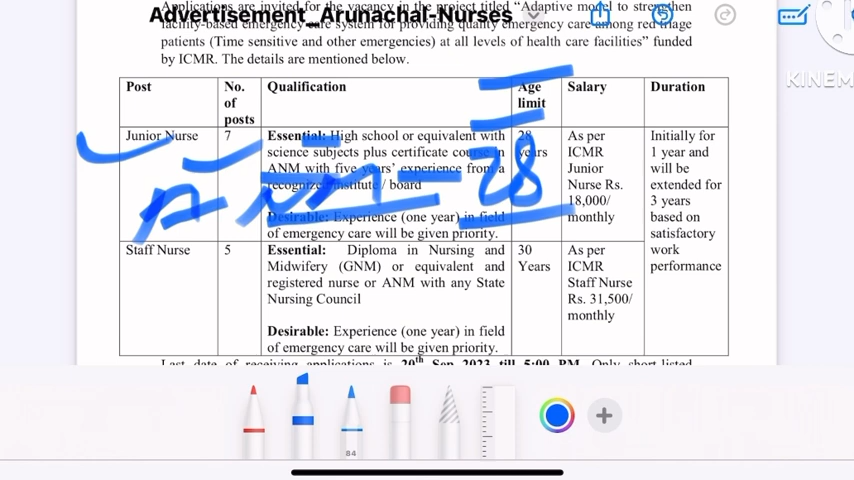 Applications are invited for the vacancy in the project titled "Adaptive model to strengthen
Advertisement_Arunachal-Nurses
facility-based emergency care system for providing quality emergency care among red triage
patients (Time sensitive and other emergencies) at all levels of health care facilities" funded
by ICMR. The details are mentioned below.
KINEM
Post No. of posts Qualification Age limit Salary Duration
Junior Nurse 7
Essential: High school or equivalent with
science subjects plus certificate course in
ANM with five years' experience from a
recognized institute / board
Desirable: Experience (one year) in field
of emergency care will be given priority.
28
years
As per
ICMR
Junior
Nurse Rs.
18,000/
monthly
Initially for
1 year and
will be
extended for
3 years
based on
satisfactory
work
performance
28
Staff Nurse 5
Essential: Diploma in Nursing and
Midwifery (GNM) or equivalent and
registered nurse or ANM with any State
Nursing Council
Desirable: Experience (one year) in field
of emergency care will be given priority.
30
Years
As per
ICMR
Staff Nurse
Rs. 31,500/
monthly
Last date of receiving applications is 20th Sep 2023 till 5:00 PM. Only short-listed
84